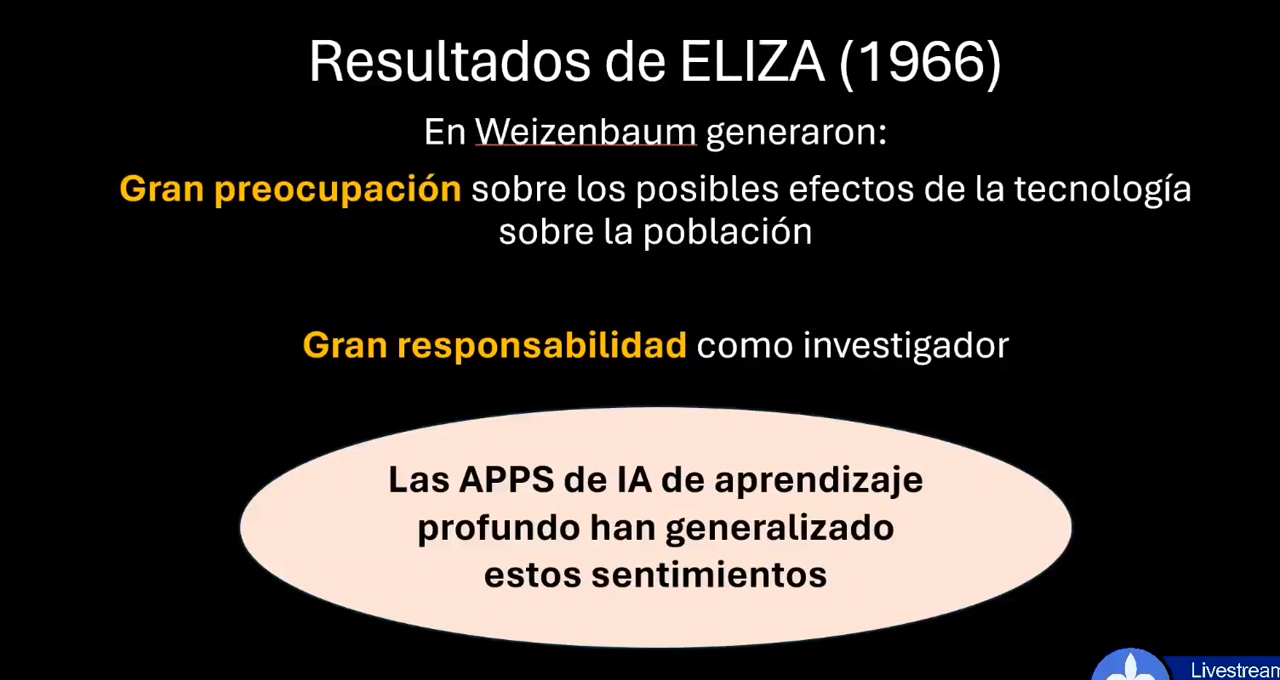 Resultados de ELIZA (1966)
En Weizenbaum generaron:
Gran preocupación sobre los posibles efectos de la tecnología
sobre la población
Gran responsabilidad como investigador
Las APPS de IA de aprendizaje
profundo han generalizado
estos sentimientos
Livestream